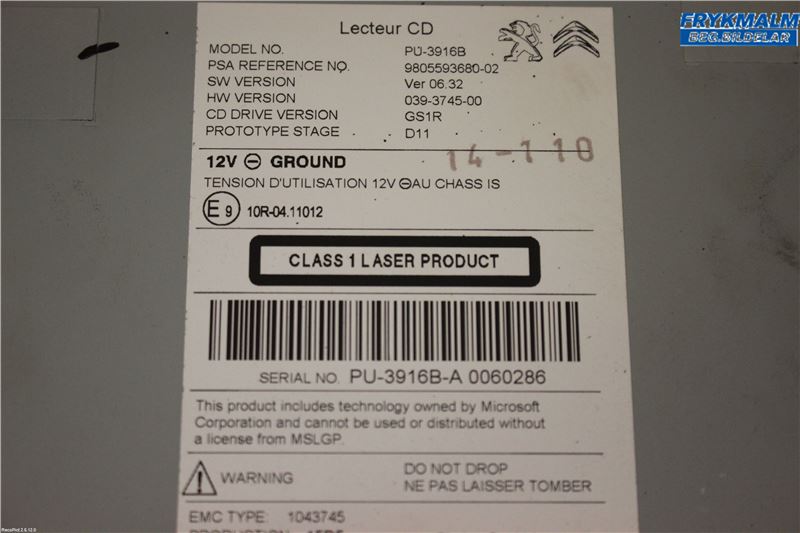 Lecteur CD
MODEL NO. PU-3916B
PSA REFERENCE NO. 9805593680-02
SW VERSION Ver 06.32
HW VERSION 039-3745-00
CD DRIVE VERSION GS1R
PROTOTYPE STAGE D11
14-110
12V ⊖ GROUND
TENSION D'UTILISATION 12V ⊖AU CHASS IS
E 9 10R-04.11012
CLASS 1 LASER PRODUCT
SERIAL NO. PU-3916B-A 0060286
This product includes technology owned by Microsoft
Corporation and cannot be used or distributed without
a license from MSLGP.
WARNING
DO NOT DROP
NE PAS LAISSER TOMBER
EMC TYPE: 1043745
FRYKMALM
BEG.BILDELAR